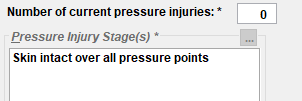 Number of current pressure injuries: * 0
Pressure Injury Stage(s) * ...
Skin intact over all pressure points